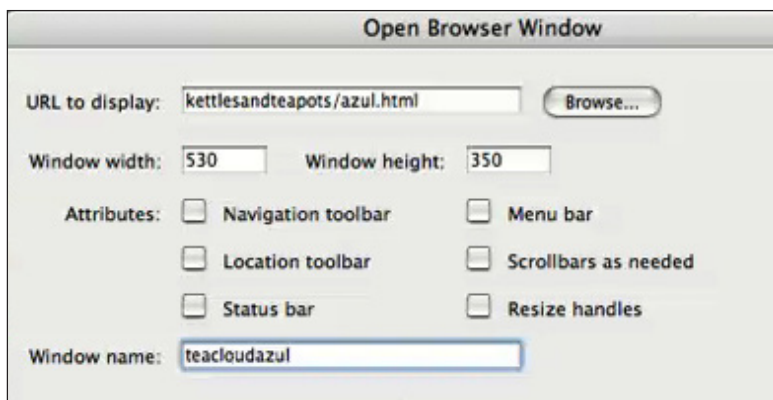 Open Browser Window
URL to display: kettlesandteapots/azul.html Browse...
Window width: 530 Window height: 350
Attributes: Navigation toolbar Menu bar
Location toolbar Scrollbars as needed
Status bar Resize handles
Window name: teacloudazul